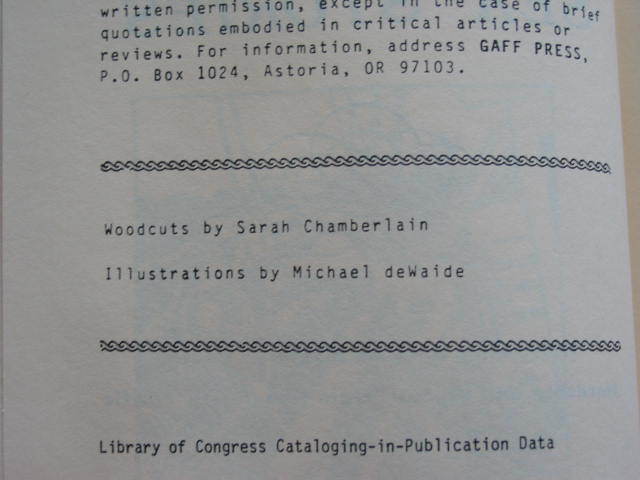 written permission, except in the case of brief
quotations embodied in critical articles or
reviews. For information, address GAFF PRESS,
P.O. Box 1024, Astoria, OR 97103.
Woodcuts by Sarah Chamberlain
Illustrations by Michael deWaide
Library of Congress Cataloging-in-Publication Data